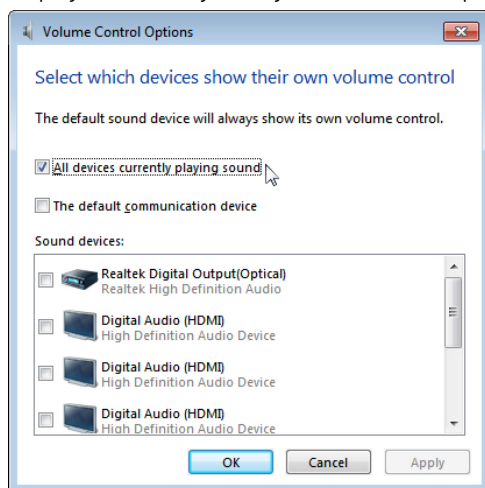 Volume Control Options
Select which devices show their own volume control
The default sound device will always show its own volume control.
All devices currently playing sound
The default communication device
Sound devices:
Realtek Digital Output(Optical)
Realtek High Definition Audio
Digital Audio (HDMI)
High Definition Audio Device
Digital Audio (HDMI)
High Definition Audio Device
Digital Audio (HDMI)
High Definition Audio Device
OK Cancel Apply